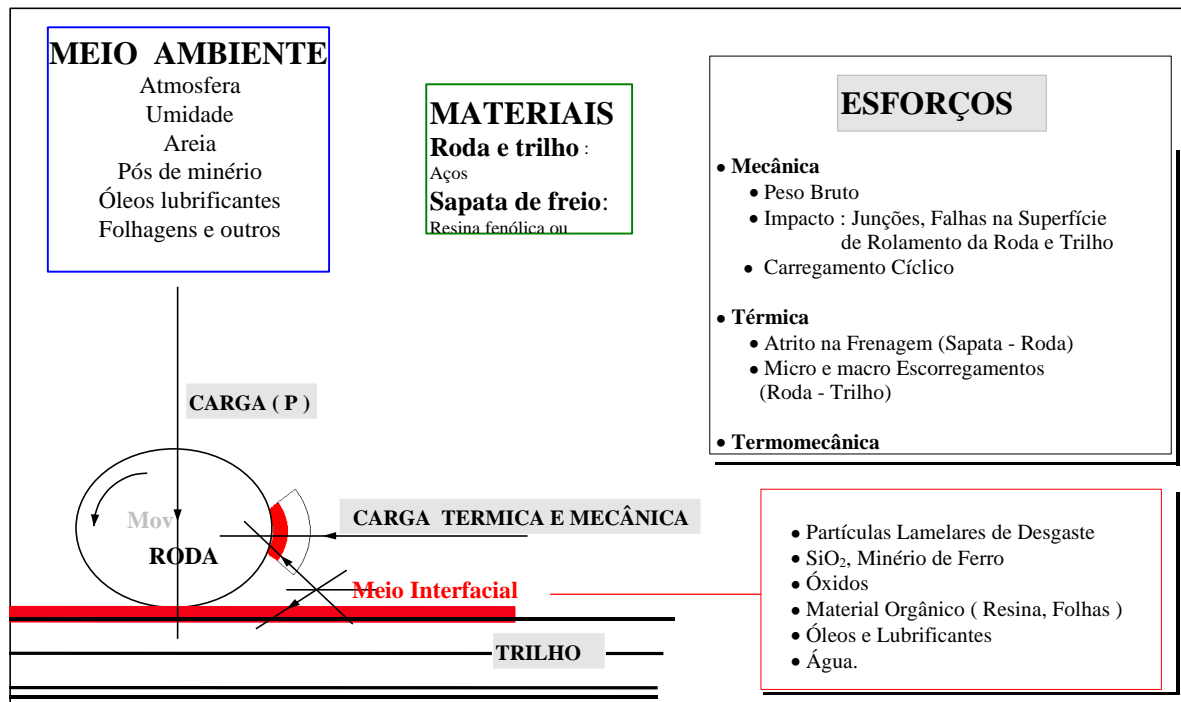 MEIO AMBIENTE
Atmosfera
Umidade
Areia
Pós de minério
Óleos lubrificantes
Folhagens e outros
MATERIAIS
Roda e trilho :
Aços
Sapata de freio:
Resina fenólica ou
ESFORÇOS
• Mecânica
• Peso Bruto
• Impacto : Junções, Falhas na Superfície
de Rolamento da Roda e Trilho
• Carregamento Cíclico
• Térmica
• Atrito na Frenagem (Sapata - Roda)
• Micro e macro Escorregamentos
(Roda - Trilho)
• Termomecânica
CARGA ( P )
Mov
RODA
CARGA TERMICA E MECÂNICA
Meio Interfacial
TRILHO
• Partículas Lamelares de Desgaste
• SiO₂, Minério de Ferro
• Óxidos
• Material Orgânico ( Resina, Folhas )
• Óleos e Lubrificantes
• Água.